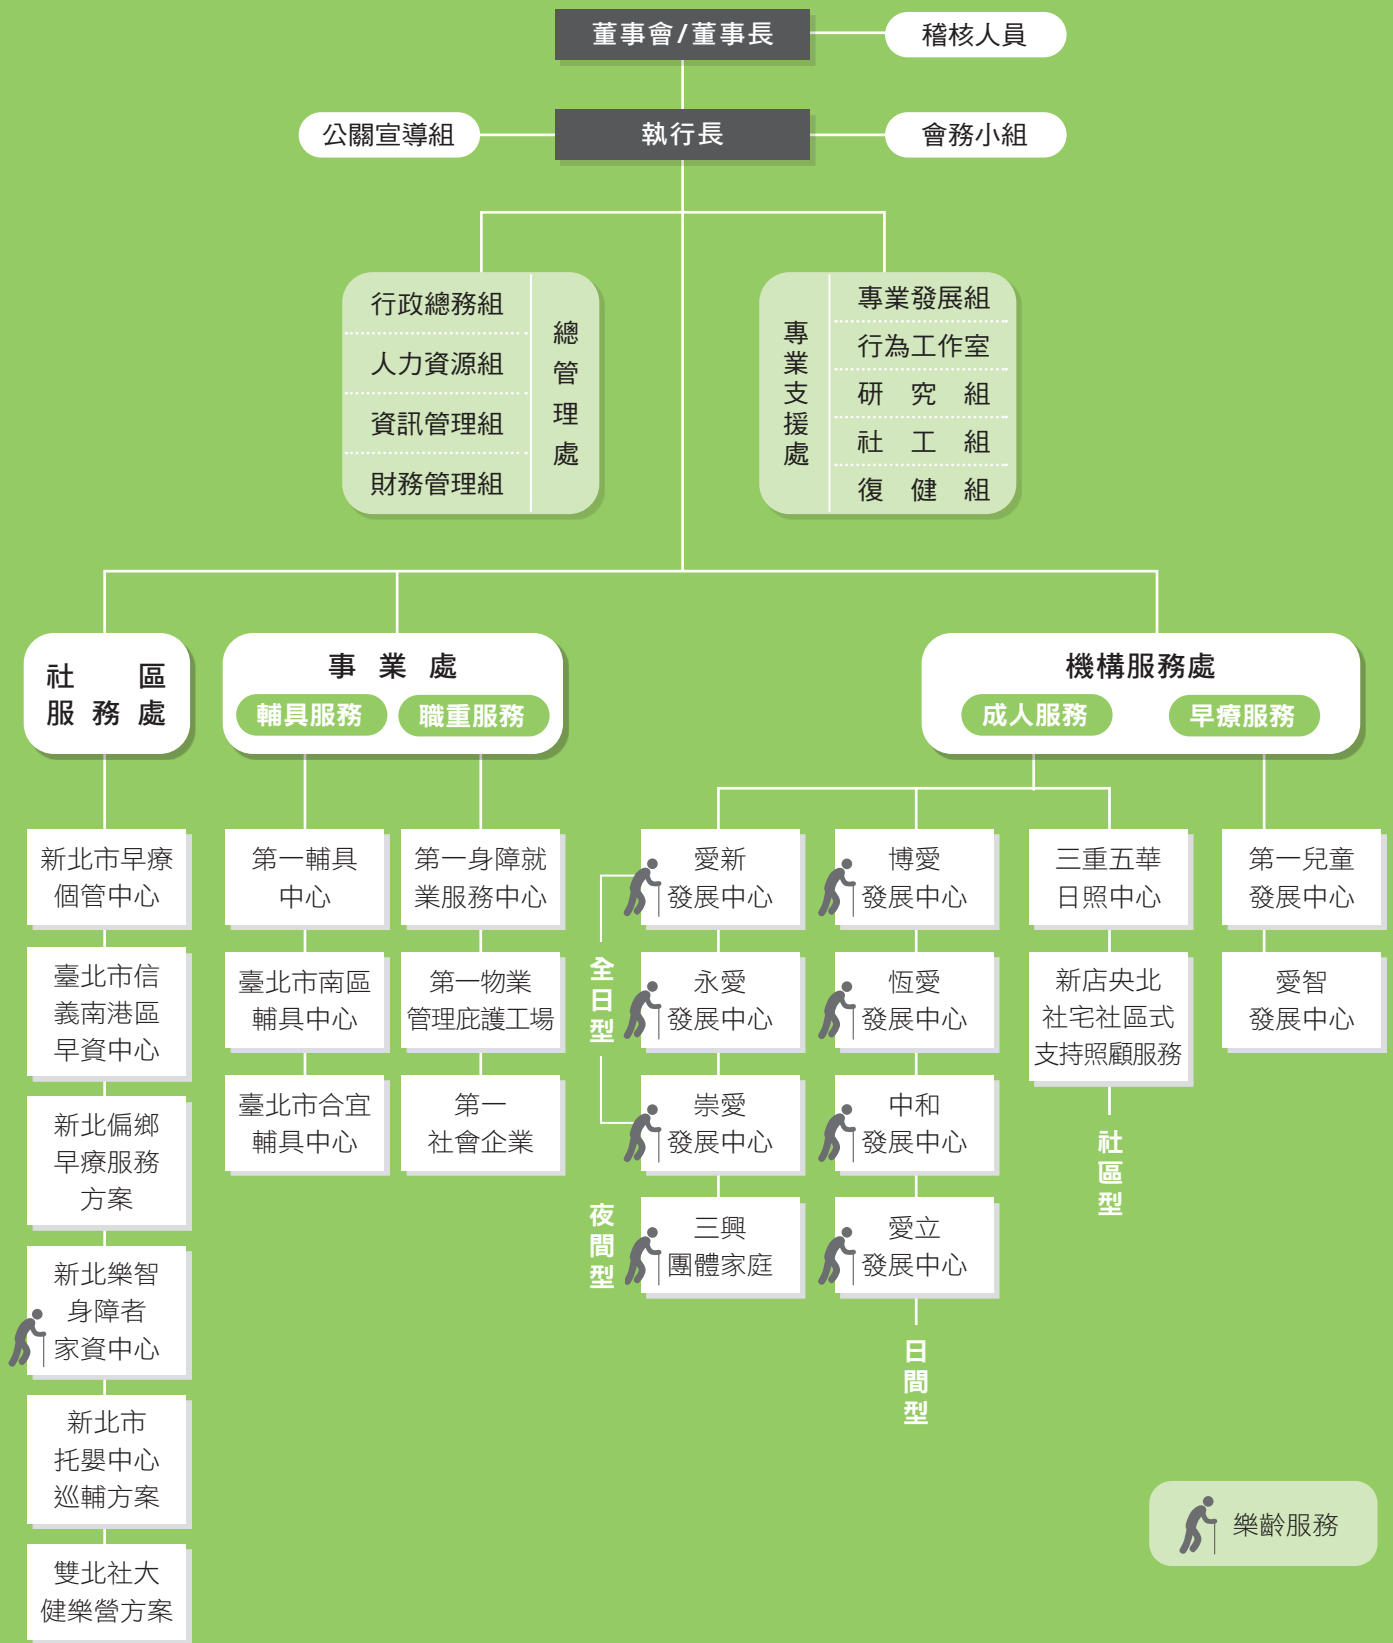 董事會/董事長
稽核人員
公關宣導組
執行長
會務小組
行政總務組
人力資源組
資訊管理組
財務管理組
總管理處
專業支援處
專業發展組
行為工作室
研究組
社工組
復健組
社區
服務處
事業處
輔具服務
職重服務
機構服務處
成人服務
早療服務
新北市早療
個管中心
臺北市信
義南港區
早資中心
新北偏鄉
早療服務
方案
新北樂智
身障者
家資中心
新北市
托嬰中心
巡輔方案
雙北社大
健樂營方案
第一輔具
中心
臺北市南區
輔具中心
臺北市合宜
輔具中心
第一身障就
業服務中心
第一物業
管理庇護工場
第一
社會企業
全日型
夜間型
愛新
發展中心
永愛
發展中心
崇愛
發展中心
三興
團體家庭
博愛
發展中心
恆愛
發展中心
中和
發展中心
愛立
發展中心
日間型
三重五華
日照中心
新店央北
社宅社區式
支持照顧服務
社區型
第一兒童
發展中心
愛智
發展中心
樂齡服務